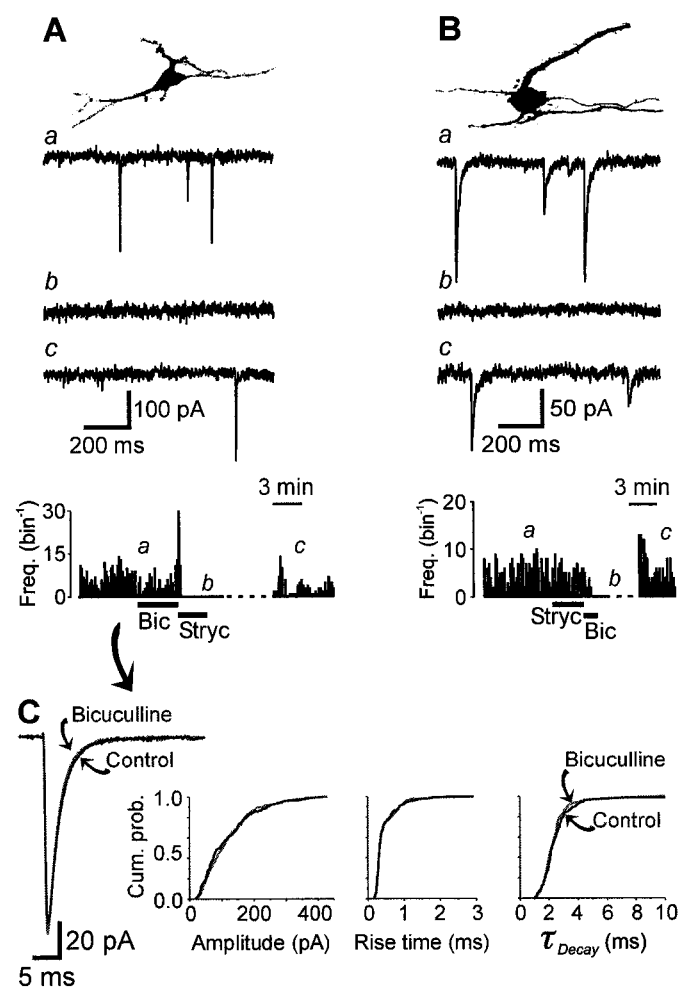 A
B
a
a
b
b
c
c
100 pA
200 ms
50 pA
200 ms
3 min
3 min
Freq. (bin-1)
30
15
0
a
b
c
Bic
Stryc
Freq. (bin-1)
20
10
0
a
b
c
Stryc
Bic
C
Bicuculline
Control
20 pA
5 ms
Cum. prob.
1.0
0.5
0.0
0 200 400
Amplitude (pA)
0 1 2 3
Rise time (ms)
Bicuculline
Control
0 2 4 6 8 10
τDecay (ms)